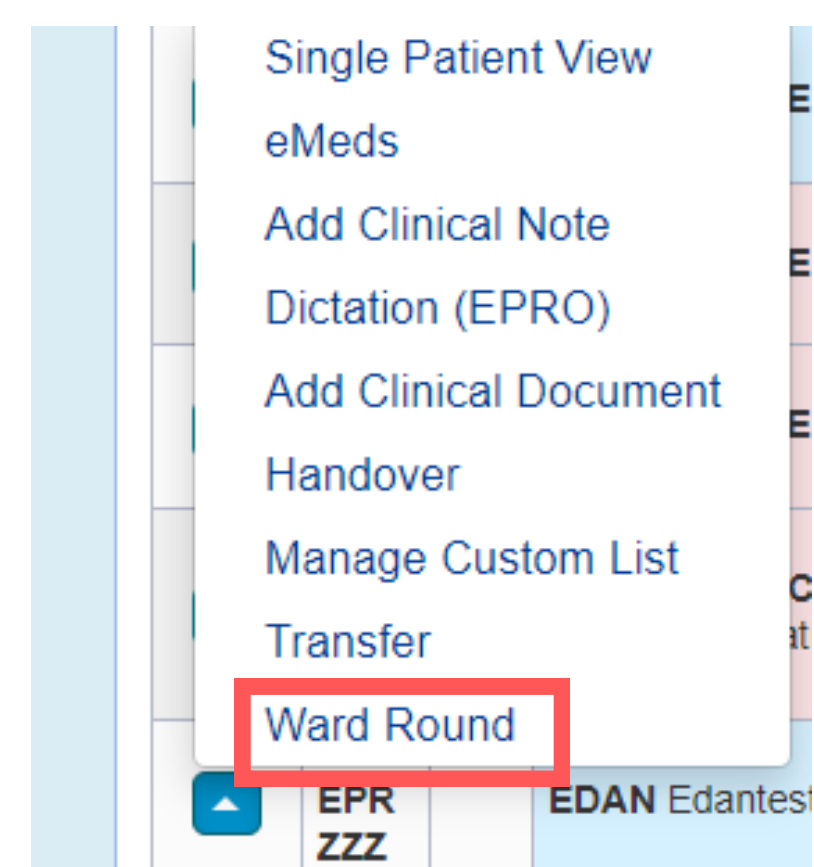 Single Patient View
E
eMeds
Add Clinical Note
E
Dictation (EPRO)
Add Clinical Document
E
Handover
Manage Custom List
C
Transfer
at
Ward Round
EPR
EDAN Edantest
ZZZ